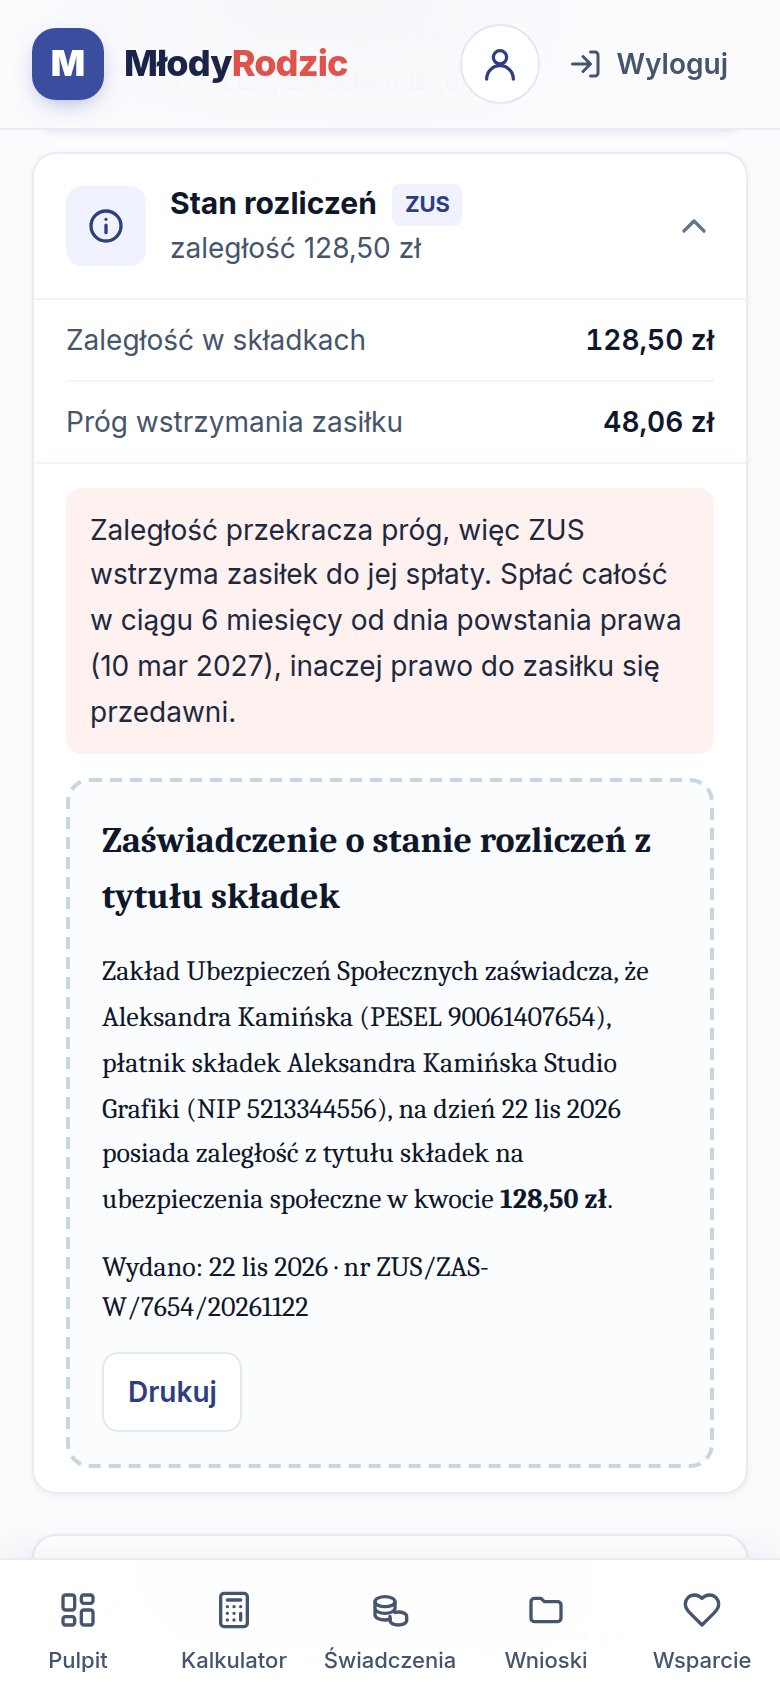 M MłodyRodzic Wyloguj
Stan rozliczeń ZUS
zaległość 128,50 zł
Zaległość w składkach 128,50 zł
Próg wstrzymania zasiłku 48,06 zł
Zaległość przekracza próg, więc ZUS
wstrzyma zasiłek do jej spłaty. Spłać całość
w ciągu 6 miesięcy od dnia powstania prawa
(10 mar 2027), inaczej prawo do zasiłku się
przedawni.
Zaświadczenie o stanie rozliczeń z
tytułu składek
Zakład Ubezpieczeń Społecznych zaświadcza, że
Aleksandra Kamińska (PESEL 90061407654),
płatnik składek Aleksandra Kamińska Studio
Grafiki (NIP 5213344556), na dzień 22 lis 2026
posiada zaległość z tytułu składek na
ubezpieczenia społeczne w kwocie 128,50 zł.
Wydano: 22 lis 2026 · nr ZUS/ZAS-
W/7654/20261122
Drukuj
Pulpit Kalkulator Świadczenia Wnioski Wsparcie